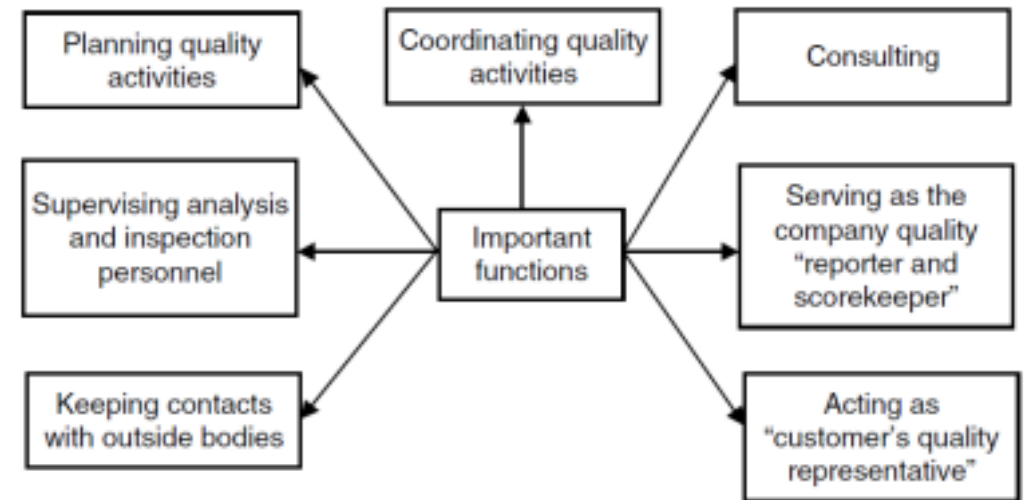 Planning quality
activities
Coordinating quality
activities
Consulting
Supervising analysis
and inspection
personnel
Important
functions
Serving as the
company quality
“reporter and
scorekeeper”
Keeping contacts
with outside bodies
Acting as
“customer’s quality
representative”